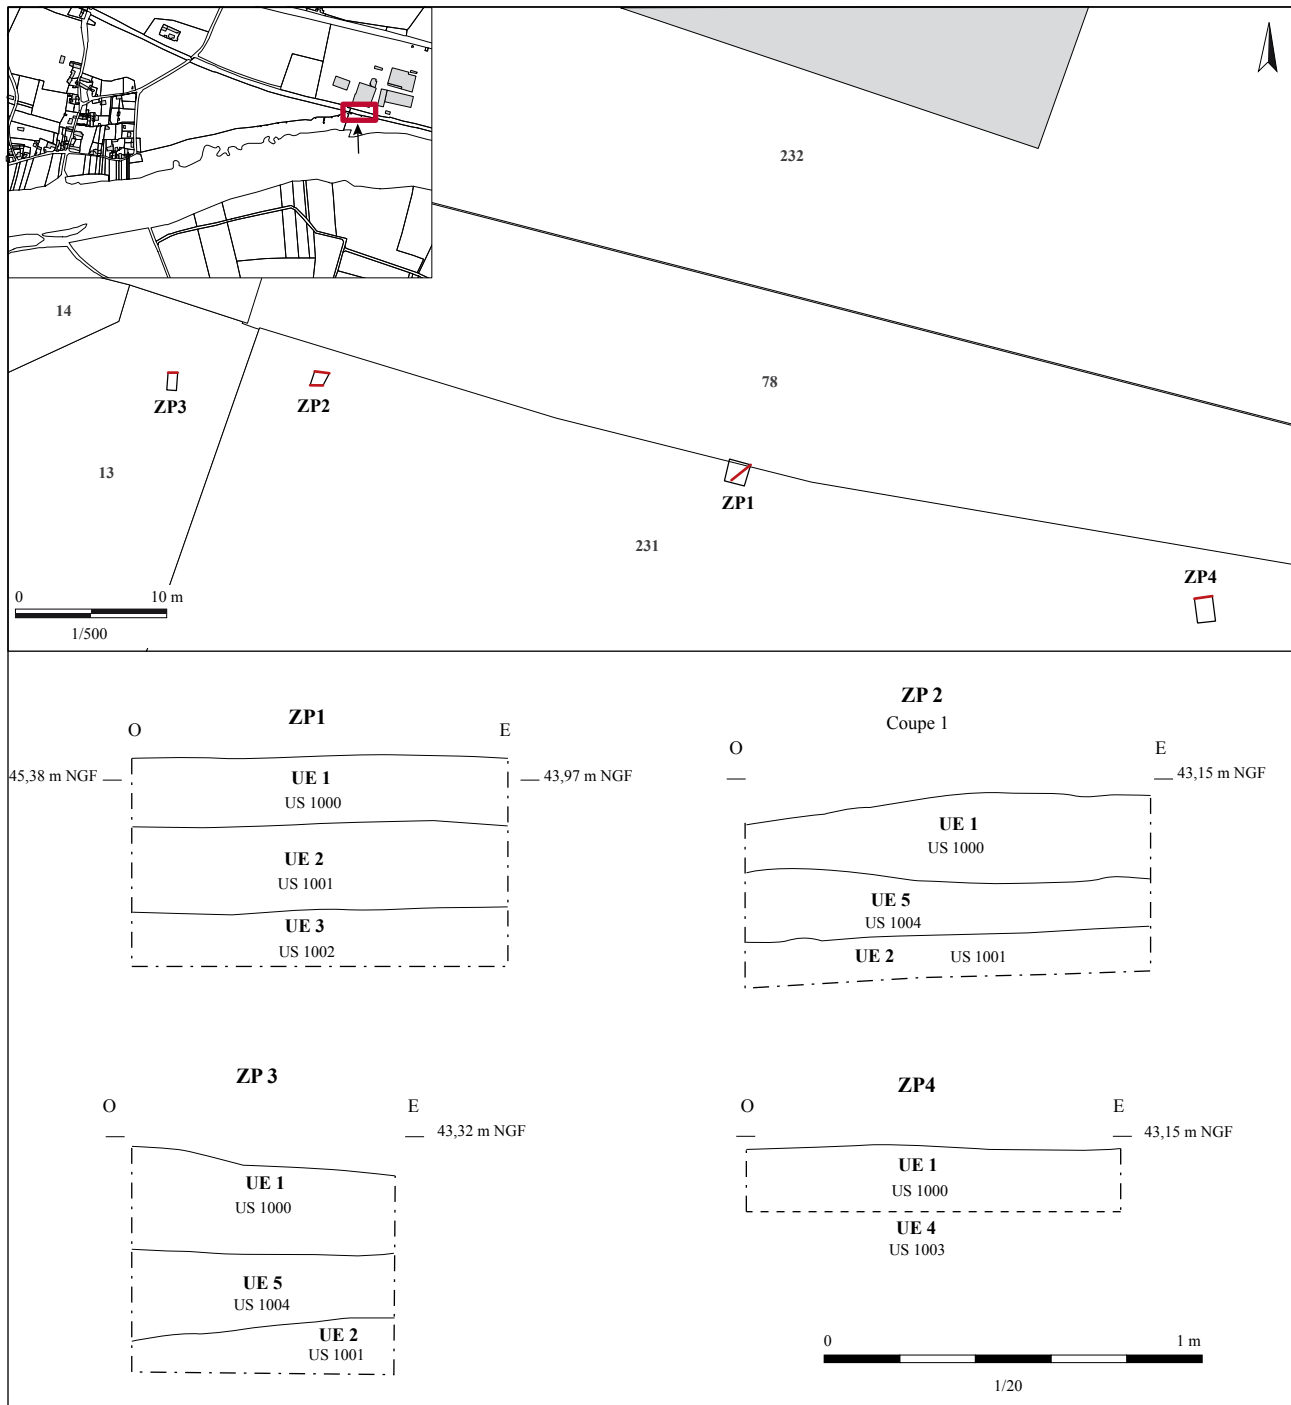 232
14
78
ZP3
ZP2
13
ZP1
231
ZP4
0 10 m
1/500
ZP1
O E
45,38 m NGF
43,97 m NGF
UE 1
US 1000
UE 2
US 1001
UE 3
US 1002
ZP 2
Coupe 1
O E
43,15 m NGF
UE 1
US 1000
UE 5
US 1004
UE 2 US 1001
ZP 3
O E
43,32 m NGF
UE 1
US 1000
UE 5
US 1004
UE 2
US 1001
ZP4
O E
43,15 m NGF
UE 1
US 1000
UE 4
US 1003
0 1 m
1/20